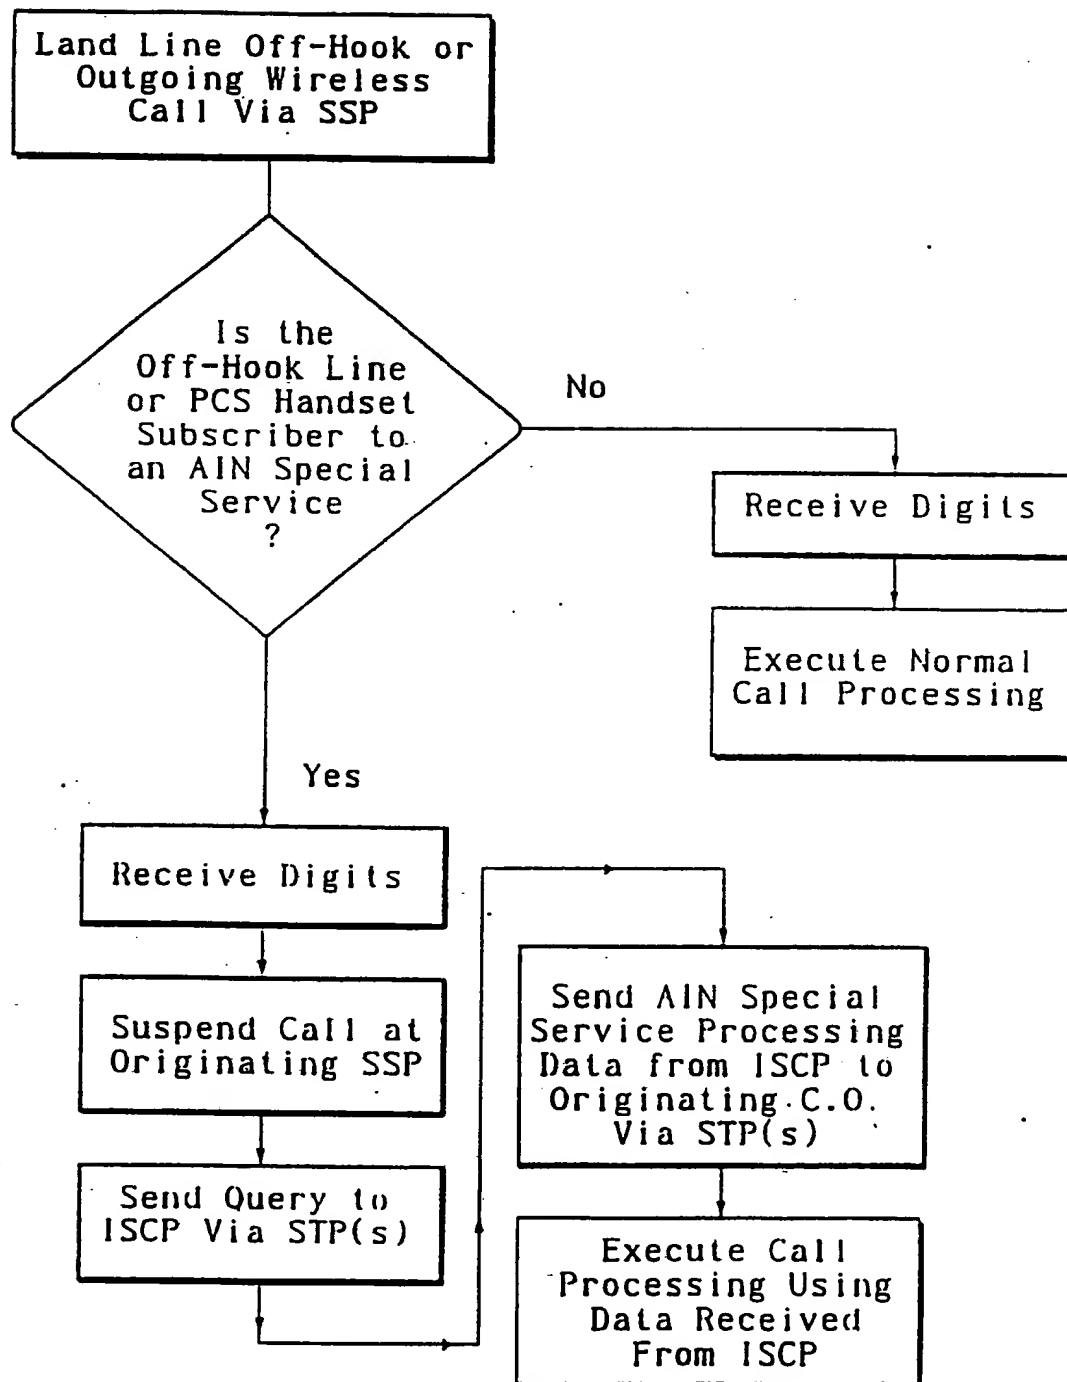 Land Line Off-Hook or
Outgoing Wireless
Call Via SSP
Is the
Off-Hook Line
or PCS Handset
Subscriber to
an AIN Special
Service
?
No
Receive Digits
Execute Normal
Call Processing
Yes
Receive Digits
Suspend Call at
Originating SSP
Send Query to
ISCP Via STP(s)
Send AIN Special
Service Processing
Data from ISCP to
Originating C.O.
Via STP(s)
Execute Call
Processing Using
Data Received
From ISCP